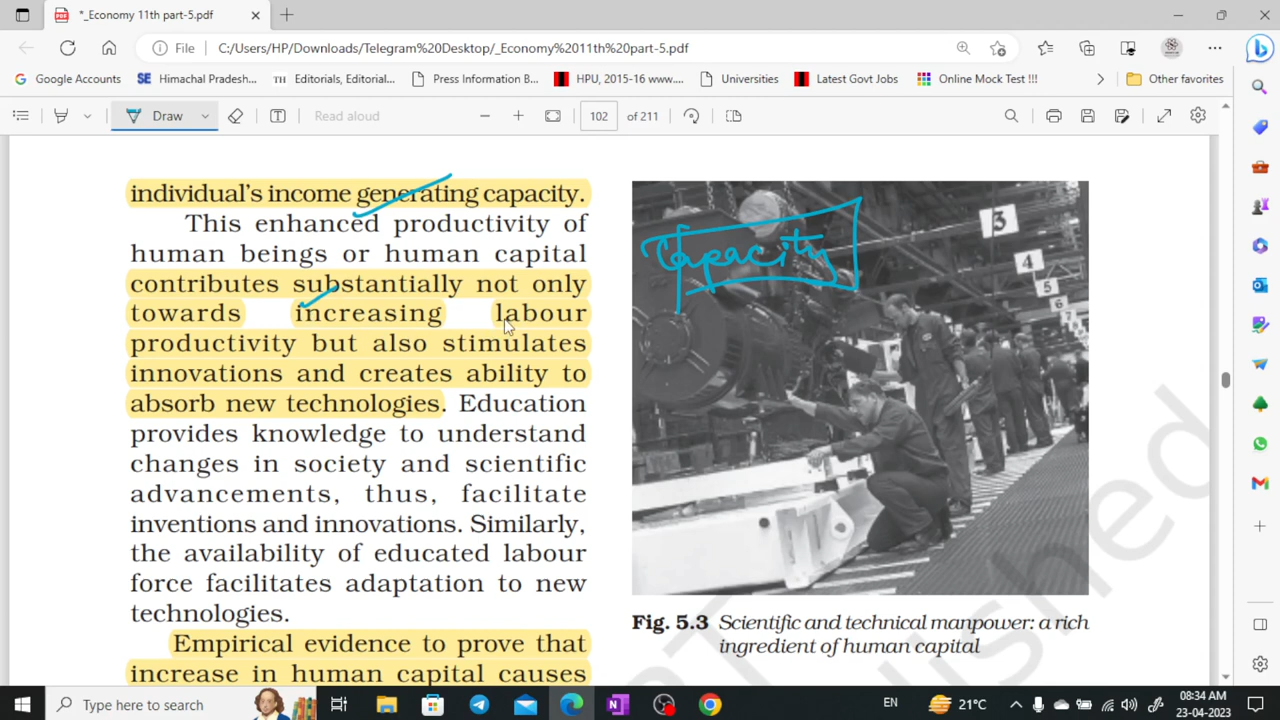 *_Economy 11th part-5.pdf
File C:/Users/HP/Downloads/Telegram%20Desktop/_Economy%2011th%20part-5.pdf
Google Accounts SE Himachal Pradesh... TH Editorials, Editorial... Press Information B... HPU, 2015-16 www.... Universities Latest Govt Jobs Online Mock Test !!! Other favorites
Draw Read aloud 102 of 211
individual's income generating capacity.
This enhanced productivity of
human beings or human capital
contributes substantially not only
towards increasing labour
productivity but also stimulates
innovations and creates ability to
absorb new technologies. Education
provides knowledge to understand
changes in society and scientific
advancements, thus, facilitate
inventions and innovations. Similarly,
the availability of educated labour
force facilitates adaptation to new
technologies.
Empirical evidence to prove that
increase in human capital causes
Capacity
3
4
5
6
7
Fig. 5.3 Scientific and technical manpower: a rich
ingredient of human capital
Type here to search
EN 21°C 08:34 AM
23-04-2023